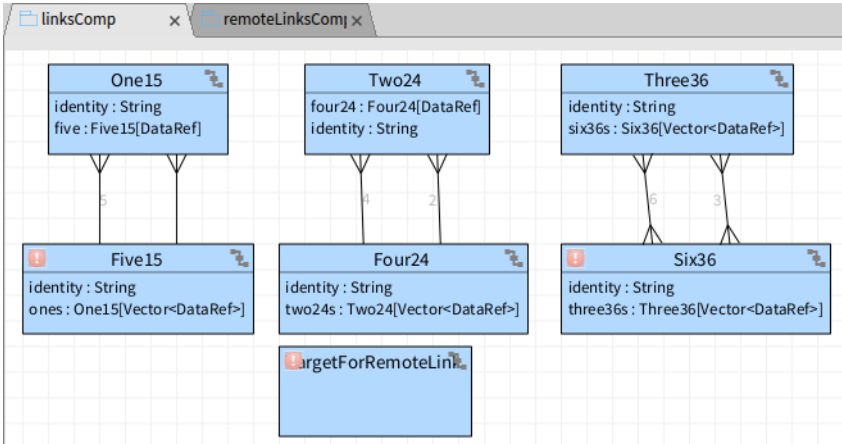 linksComp × remoteLinksComp ×
One15
identity : String
five : Five15[DataRef]
Two24
four24 : Four24[DataRef]
identity : String
Three36
identity : String
six36s : Six36[Vector<DataRef>]
5
4
2
6
3
! Five15
identity : String
ones : One15[Vector<DataRef>]
Four24
identity : String
two24s : Two24[Vector<DataRef>]
! Six36
identity : String
three36s : Three36[Vector<DataRef>]
! argetForRemoteLink